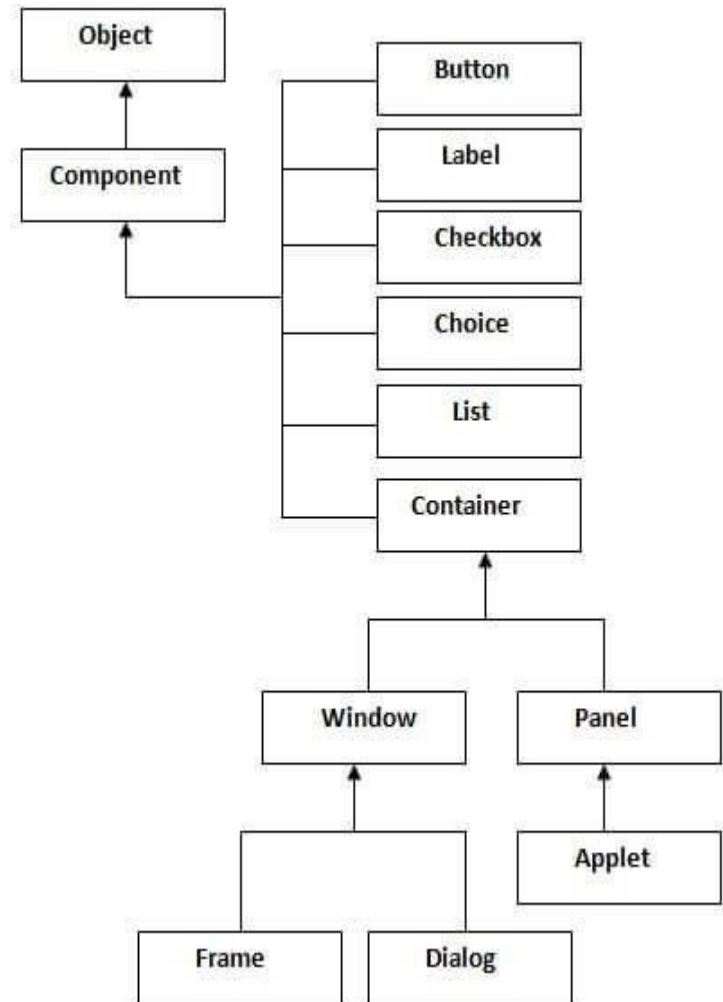 Object
Button
Label
Component
Checkbox
Choice
List
Container
Window
Panel
Applet
Frame
Dialog